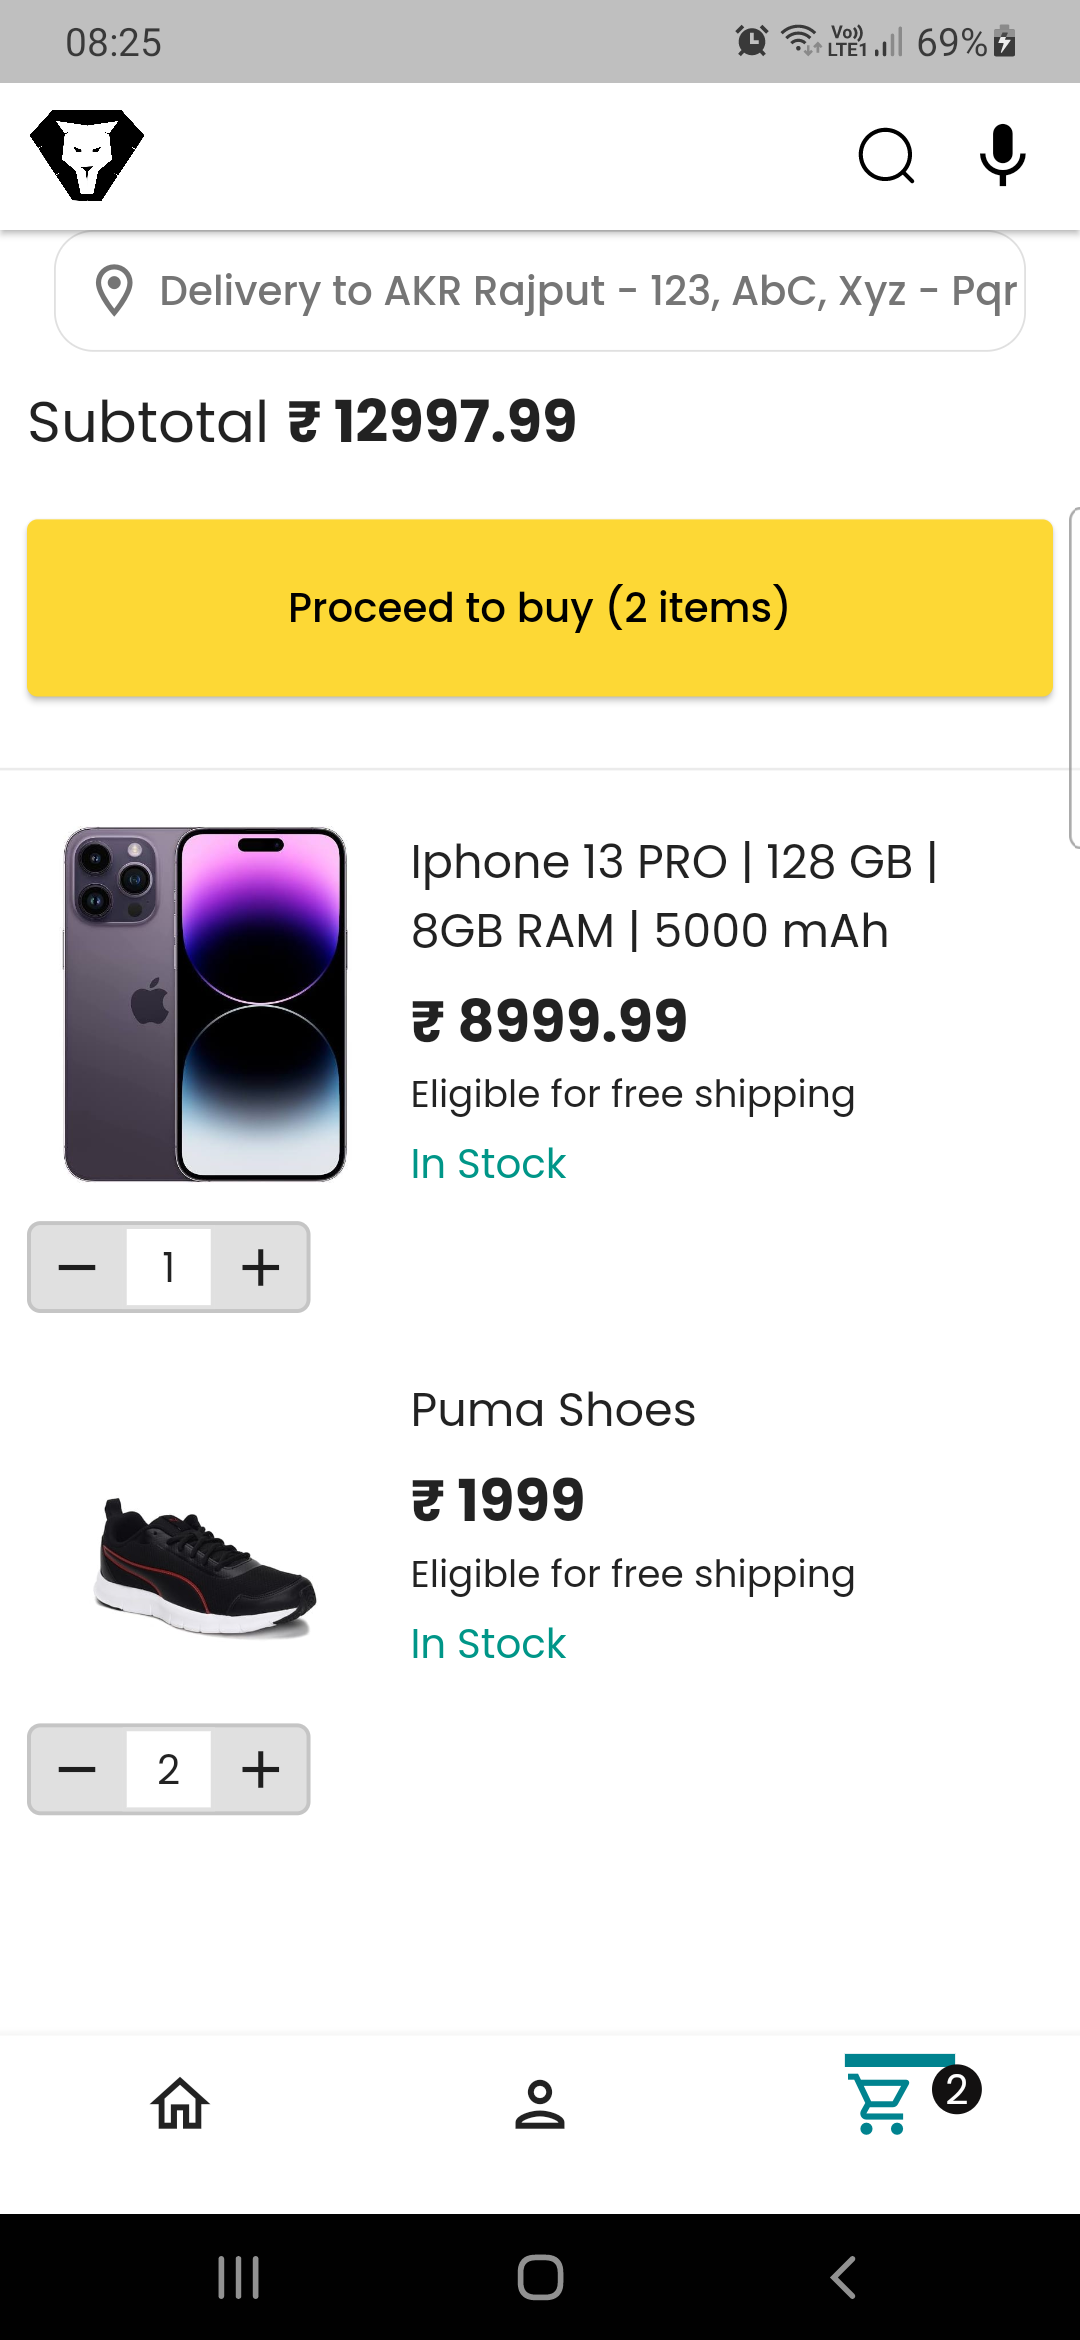 08:25
Vo)) LTE1 69%
Delivery to AKR Rajput - 123, AbC, Xyz - Pqr
Subtotal ₹ 12997.99
Proceed to buy (2 items)
Iphone 13 PRO | 128 GB |
8GB RAM | 5000 mAh
₹ 8999.99
Eligible for free shipping
In Stock
1
Puma Shoes
₹ 1999
Eligible for free shipping
In Stock
2
2